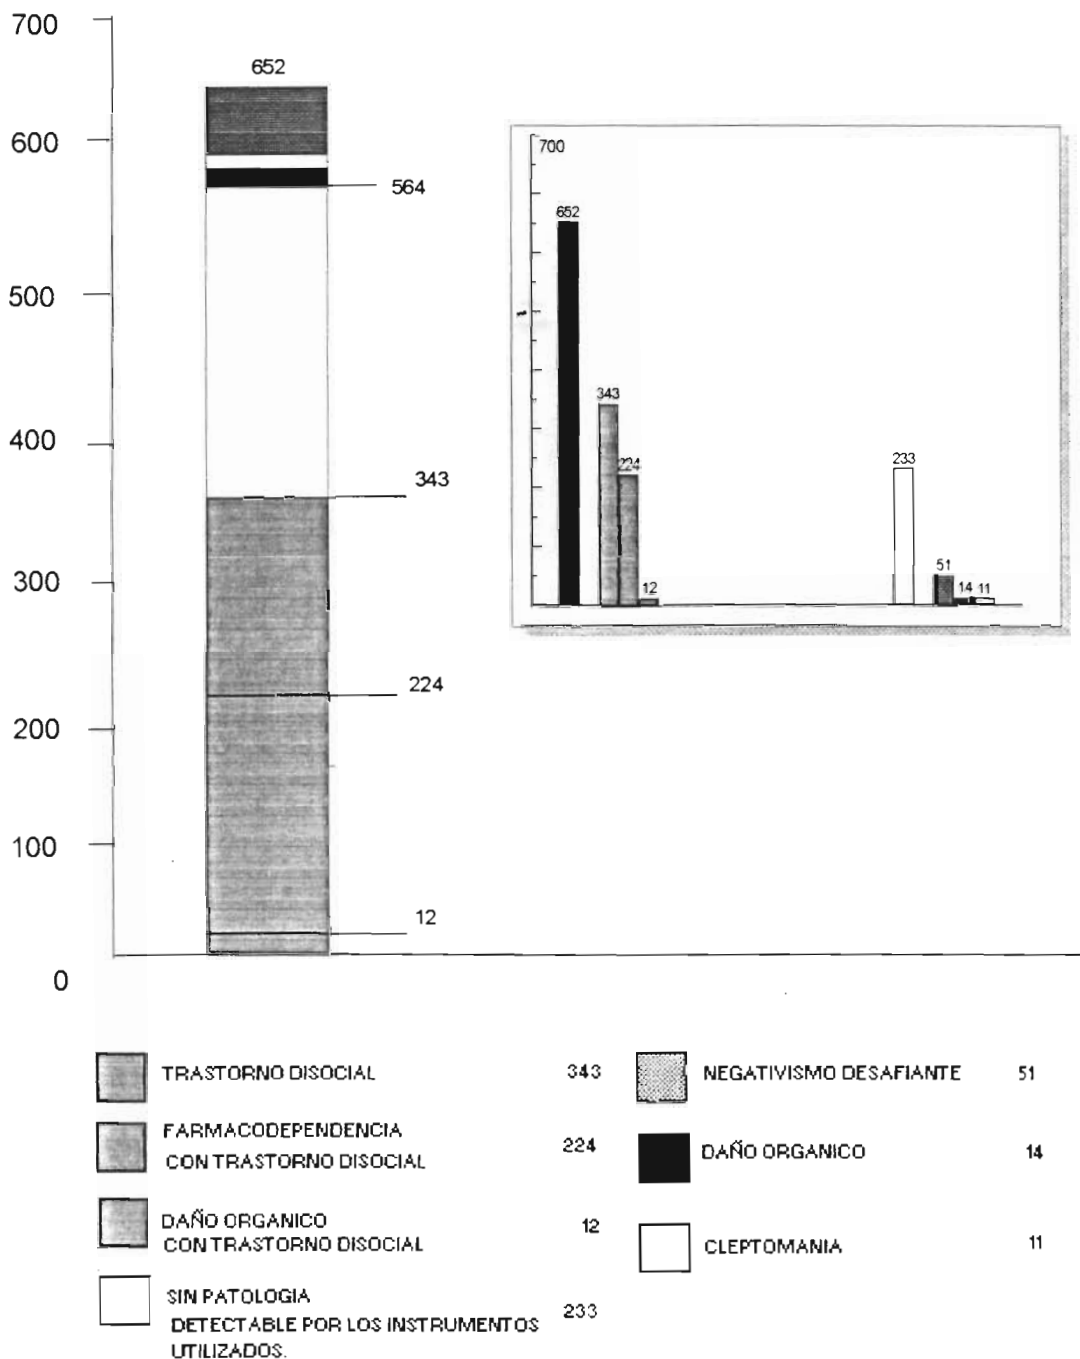 700
600
500
400
300
200
100
0
652
564
343
224
12
700
652
343
224
12
233
51
14
11
TRASTORNO DISOCIAL 343
FARMACODEPENDENCIA
CON TRASTORNO DISOCIAL 224
DAÑO ORGANICO
CON TRASTORNO DISOCIAL 12
SIN PATOLOGIA
DETECTABLE POR LOS INSTRUMENTOS 233
UTILIZADOS.
NEGATIVISMO DESAFIANTE 51
DAÑO ORGANICO 14
CLEPTOMANIA 11